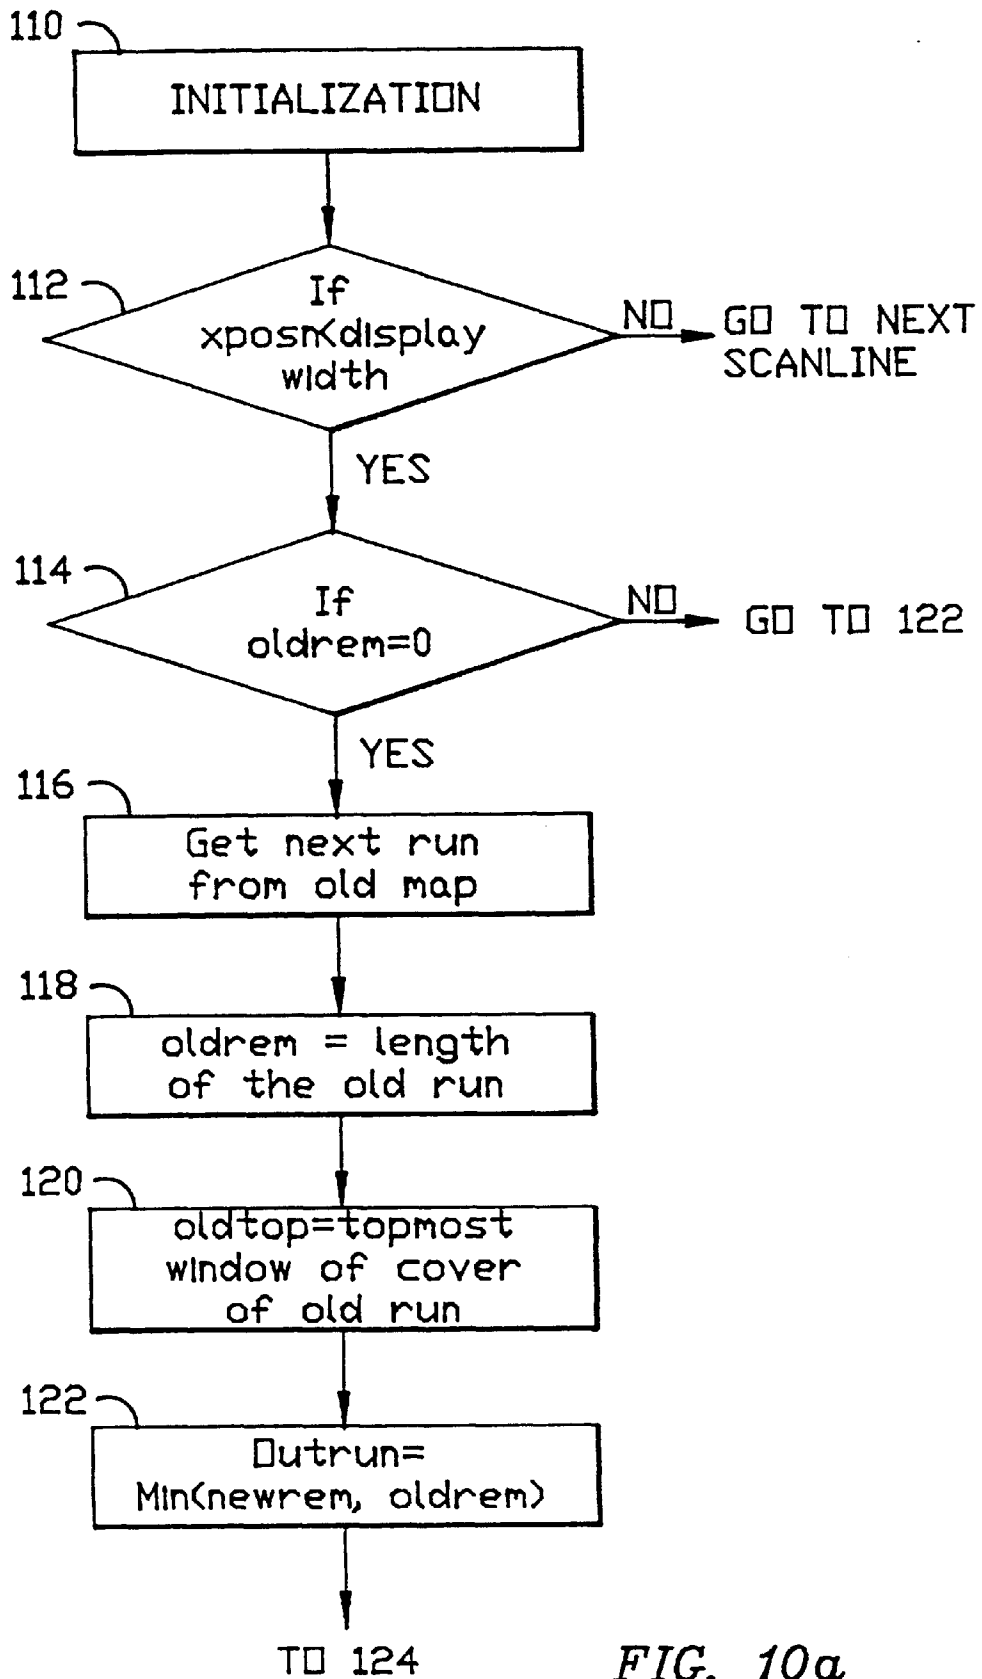 110
INITIALIZATION
112
If
xposn<display
width
NO
GO TO NEXT
SCANLINE
YES
114
If
oldrem=0
NO
GO TO 122
YES
116
Get next run
from old map
118
oldrem = length
of the old run
120
oldtop=topmost
window of cover
of old run
122
Outrun=
Min(newrem, oldrem)
TO 124
FIG. 10a